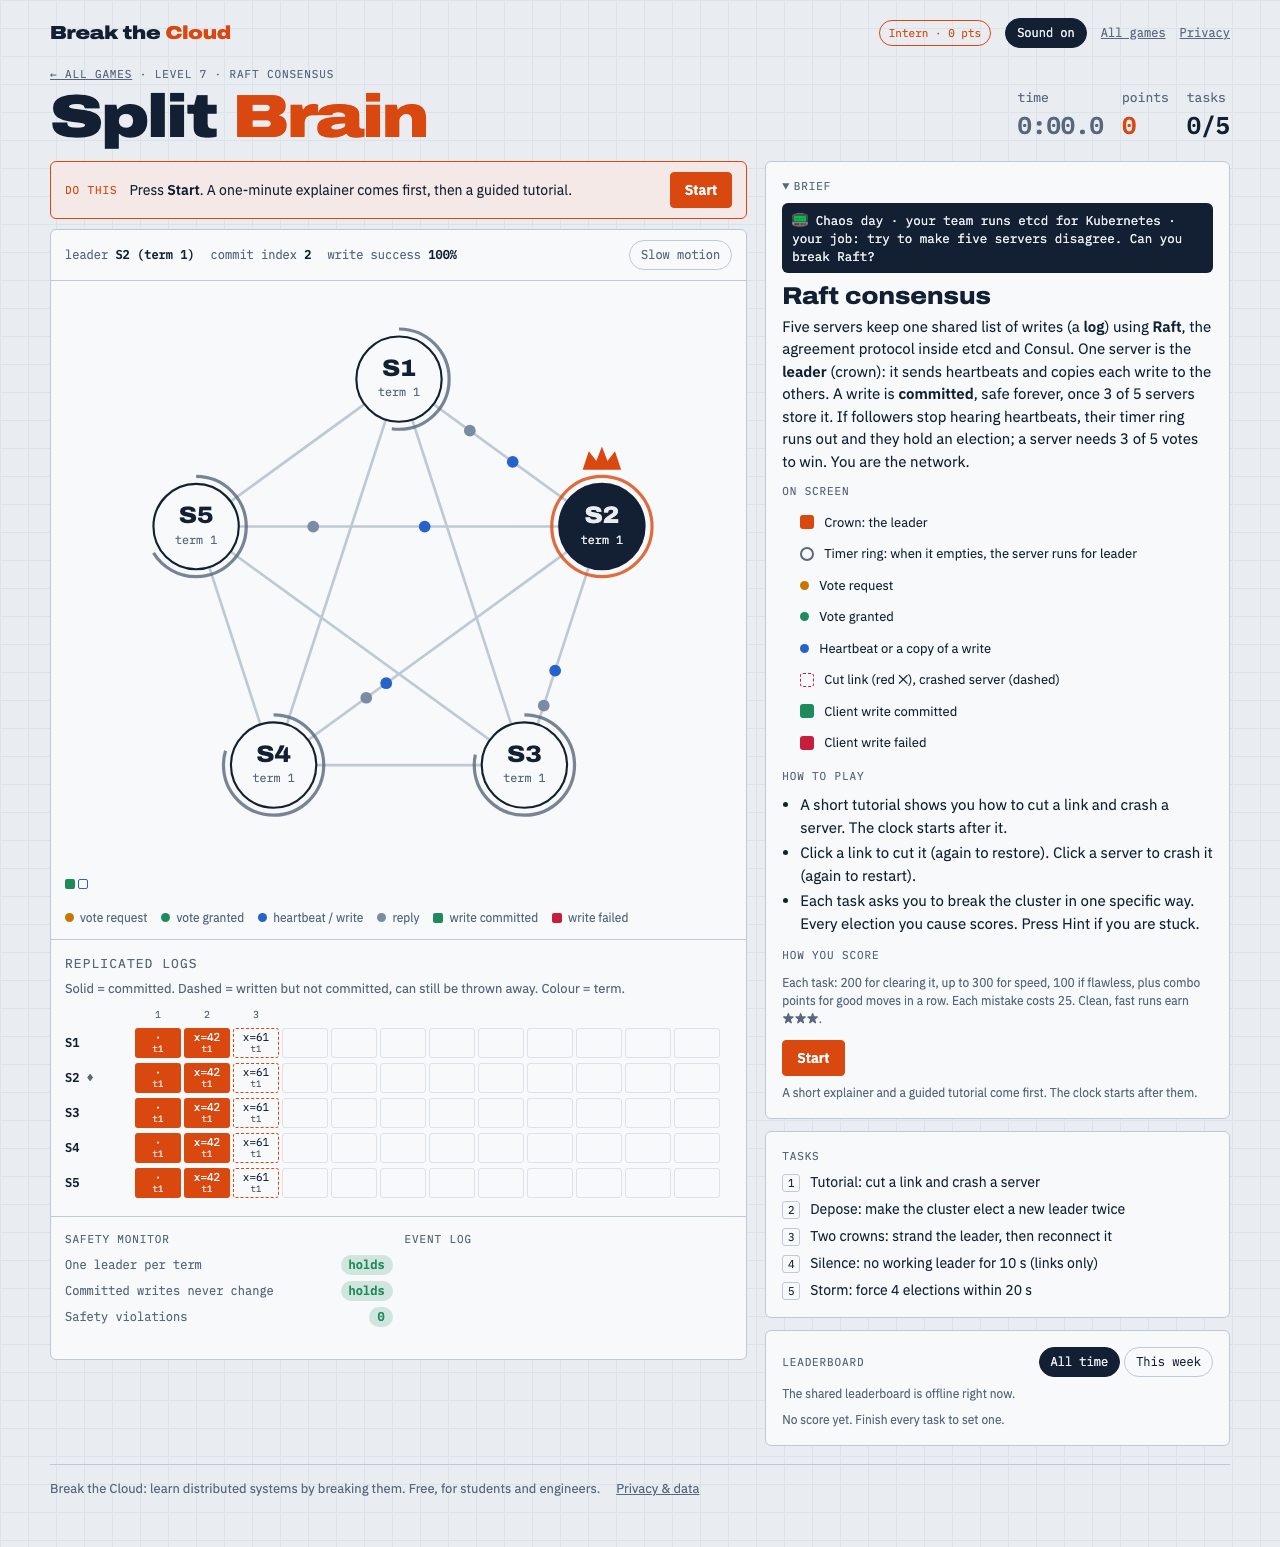 Break the Cloud
Intern · 0 pts
Sound on
All games
Privacy
← ALL GAMES · LEVEL 7 · RAFT CONSENSUS
Split Brain
time
points
tasks
0:00.0
0
0/5
DO THIS
Press Start. A one-minute explainer comes first, then a guided tutorial.
Start
leader S2 (term 1)
commit index 2
write success 100%
Slow motion
S1
term 1
S2
term 1
S5
term 1
S4
term 1
S3
term 1
vote request
vote granted
heartbeat / write
reply
write committed
write failed
REPLICATED LOGS
Solid = committed. Dashed = written but not committed, can still be thrown away. Colour = term.
1 2 3
S1
· x=42 x=61
t1 t1 t1
S2 ♦
· x=42 x=61
t1 t1 t1
S3
· x=42 x=61
t1 t1 t1
S4
· x=42 x=61
t1 t1 t1
S5
· x=42 x=61
t1 t1 t1
SAFETY MONITOR
One leader per term
holds
Committed writes never change
holds
Safety violations
0
EVENT LOG
▼ BRIEF
Chaos day · your team runs etcd for Kubernetes ·
your job: try to make five servers disagree. Can you
break Raft?
Raft consensus
Five servers keep one shared list of writes (a log) using Raft, the
agreement protocol inside etcd and Consul. One server is the
leader (crown): it sends heartbeats and copies each write to the
others. A write is committed, safe forever, once 3 of 5 servers
store it. If followers stop hearing heartbeats, their timer ring
runs out and they hold an election; a server needs 3 of 5 votes
to win. You are the network.
ON SCREEN
Crown: the leader
Timer ring: when it empties, the server runs for leader
Vote request
Vote granted
Heartbeat or a copy of a write
Cut link (red ✕), crashed server (dashed)
Client write committed
Client write failed
HOW TO PLAY
• A short tutorial shows you how to cut a link and crash a
server. The clock starts after it.
• Click a link to cut it (again to restore). Click a server to crash it
(again to restart).
• Each task asks you to break the cluster in one specific way.
Every election you cause scores. Press Hint if you are stuck.
HOW YOU SCORE
Each task: 200 for clearing it, up to 300 for speed, 100 if flawless, plus combo
points for good moves in a row. Each mistake costs 25. Clean, fast runs earn
★★★.
Start
A short explainer and a guided tutorial come first. The clock starts after them.
TASKS
1 Tutorial: cut a link and crash a server
2 Depose: make the cluster elect a new leader twice
3 Two crowns: strand the leader, then reconnect it
4 Silence: no working leader for 10 s (links only)
5 Storm: force 4 elections within 20 s
LEADERBOARD
All time
This week
The shared leaderboard is offline right now.
No score yet. Finish every task to set one.
Break the Cloud: learn distributed systems by breaking them. Free, for students and engineers.
Privacy & data